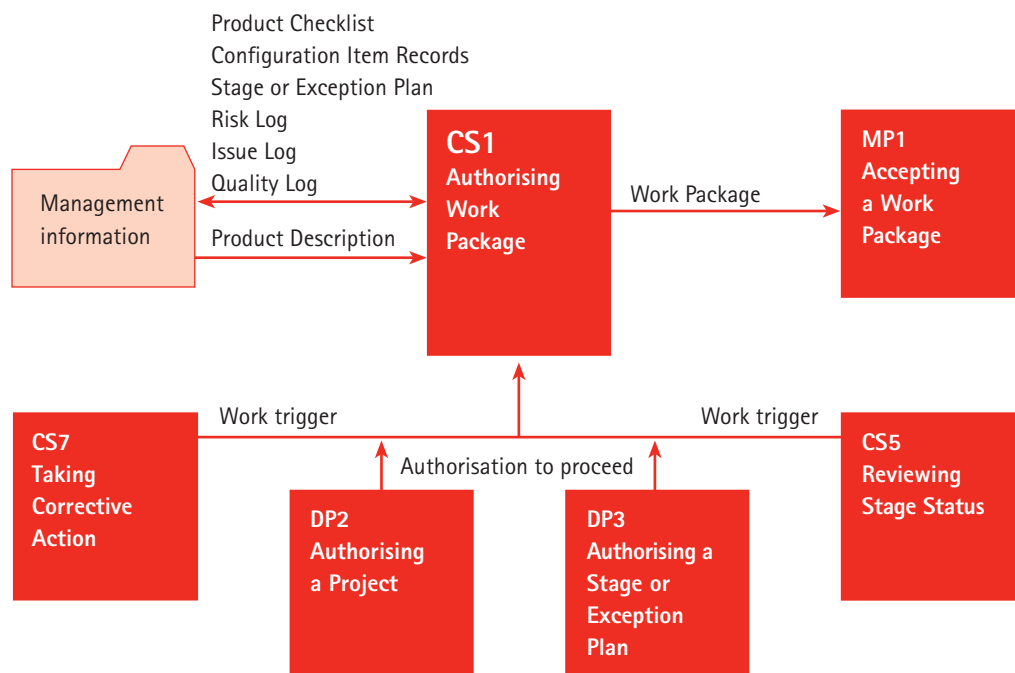 Product Checklist
Configuration Item Records
Stage or Exception Plan
Risk Log
Issue Log
Quality Log
Management
information
Product Description
CS1
Authorising
Work
Package
Work Package
MP1
Accepting
a Work
Package
Work trigger
Work trigger
CS7
Taking
Corrective
Action
Authorisation to proceed
DP2
Authorising
a Project
DP3
Authorising a
Stage or
Exception
Plan
CS5
Reviewing
Stage Status